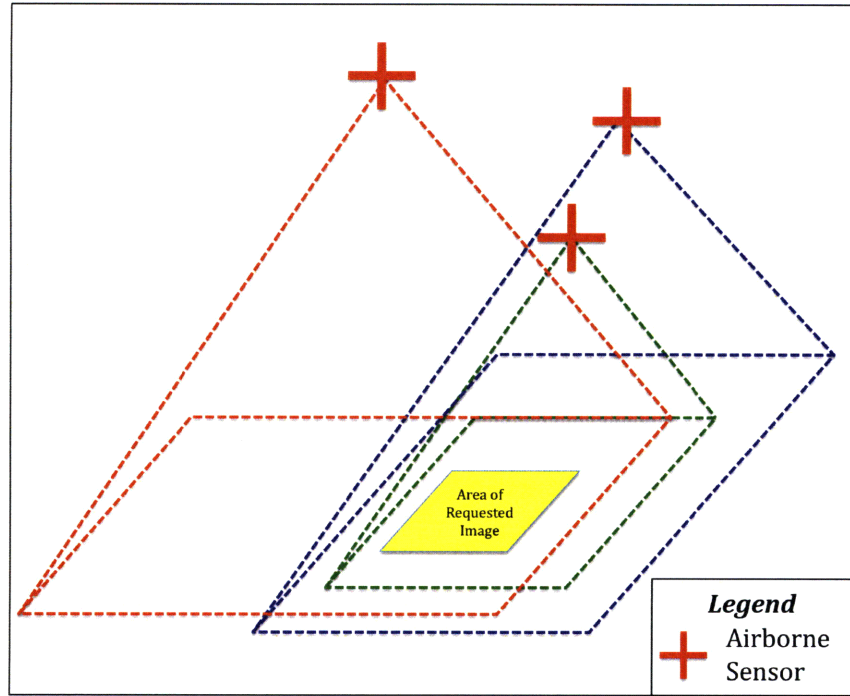 Area of
Requested
Image
Legend
Airborne
Sensor